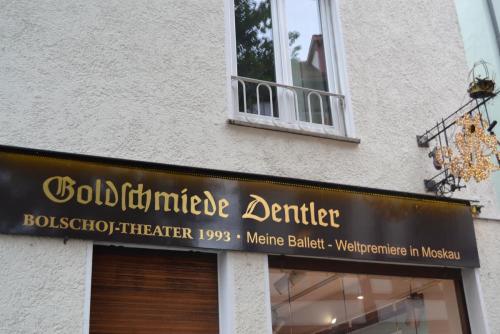 Goldſchmiede Dentler
BOLSCHOJ-THEATER 1993 • Meine Ballett - Weltpremiere in Moskau